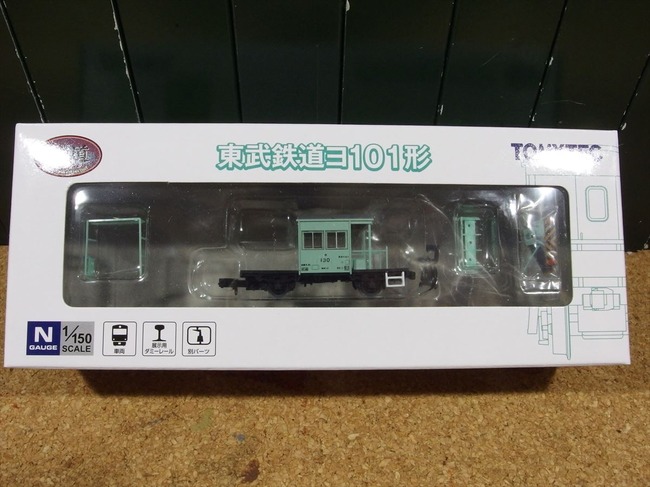 東武鉄道ヨ101形
TOMYTEC
130
N
GAUGE
1/150
SCALE
車両
展示用
ダミーレール
別パーツ